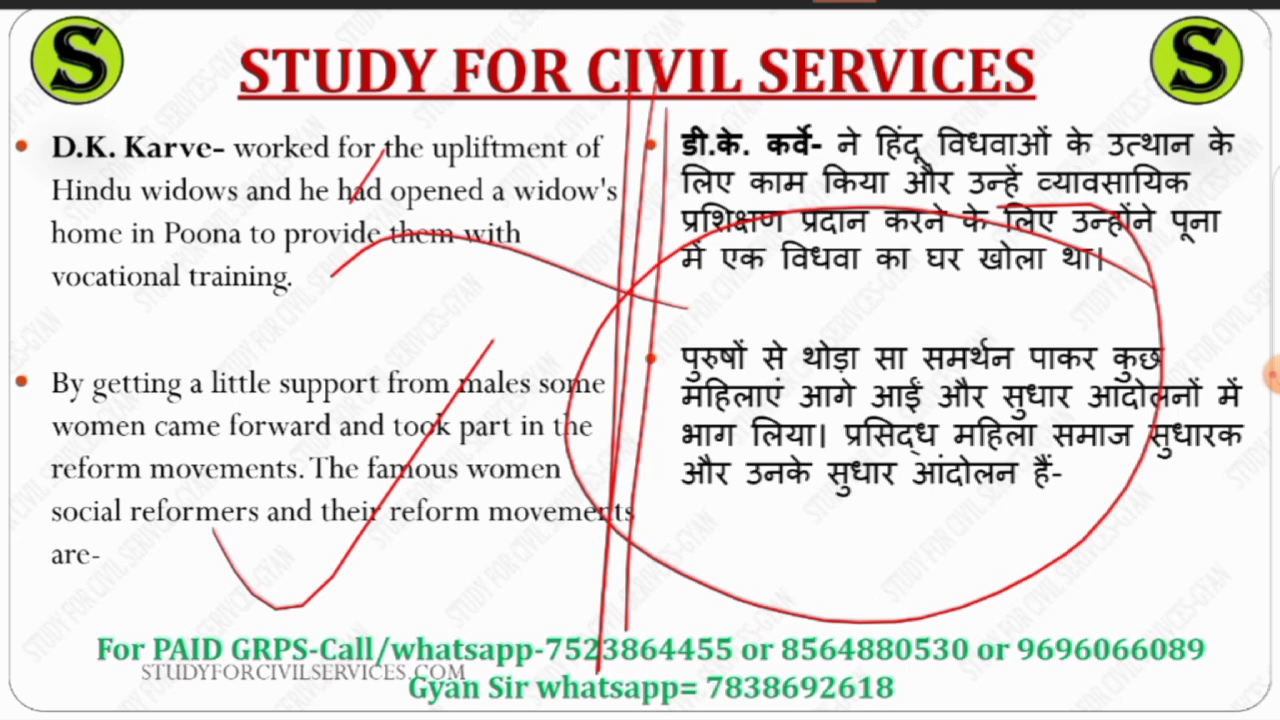 S
STUDY FOR CIVIL SERVICES
S
D.K. Karve- worked for the upliftment of
Hindu widows and he had opened a widow's
home in Poona to provide them with
vocational training.
By getting a little support from males some
women came forward and took part in the
reform movements. The famous women
social reformers and their reform movements
are-
डी.के. कर्वे- ने हिंदू विधवाओं के उत्थान के
लिए काम किया और उन्हें व्यावसायिक
प्रशिक्षण प्रदान करने के लिए उन्होंने पूना
में एक विधवा का घर खोला था।
पुरुषों से थोड़ा सा समर्थन पाकर कुछ
महिलाएं आगे आईं और सुधार आंदोलनों में
भाग लिया। प्रसिद्ध महिला समाज सुधारक
और उनके सुधार आंदोलन हैं-
For PAID GRPS-Call/whatsapp-7523864455 or 8564880530 or 9696066089
STUDYFORCIVILSERVICES.COM
Gyan Sir whatsapp= 7838692618